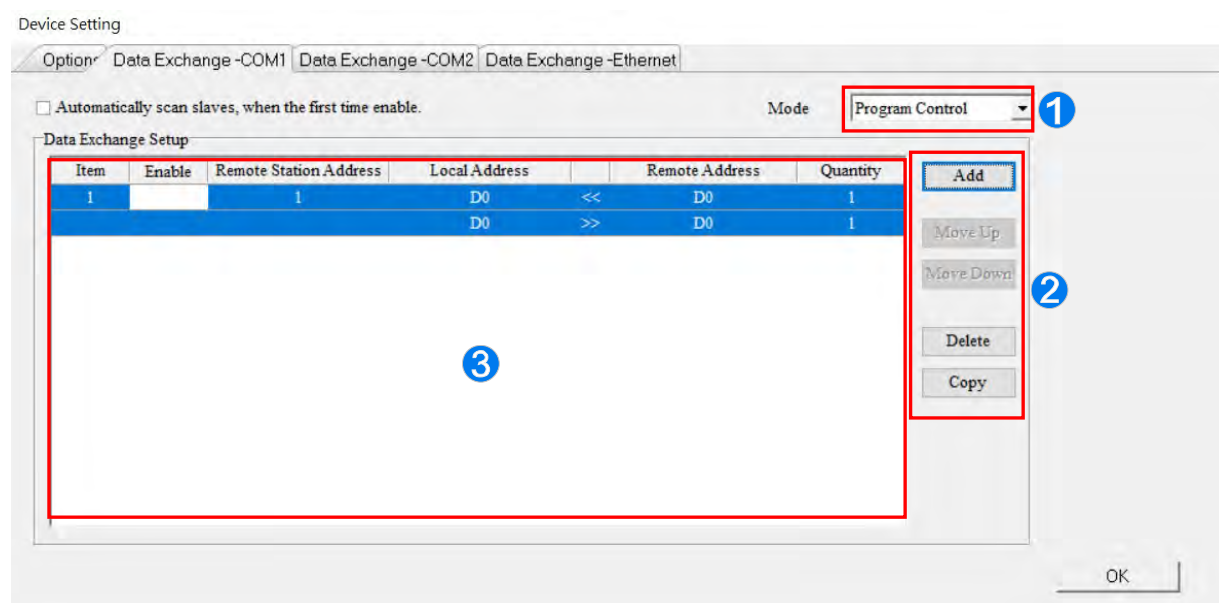 Device Setting
Options Data Exchange -COM1 Data Exchange -COM2 Data Exchange -Ethernet
Automatically scan slaves, when the first time enable. Mode Program Control 1
Data Exchange Setup
Item Enable Remote Station Address Local Address Remote Address Quantity Add
1 1 D0 << D0 1
D0 >> D0 1 Move Up
Move Down
2
Delete
3
Copy
OK